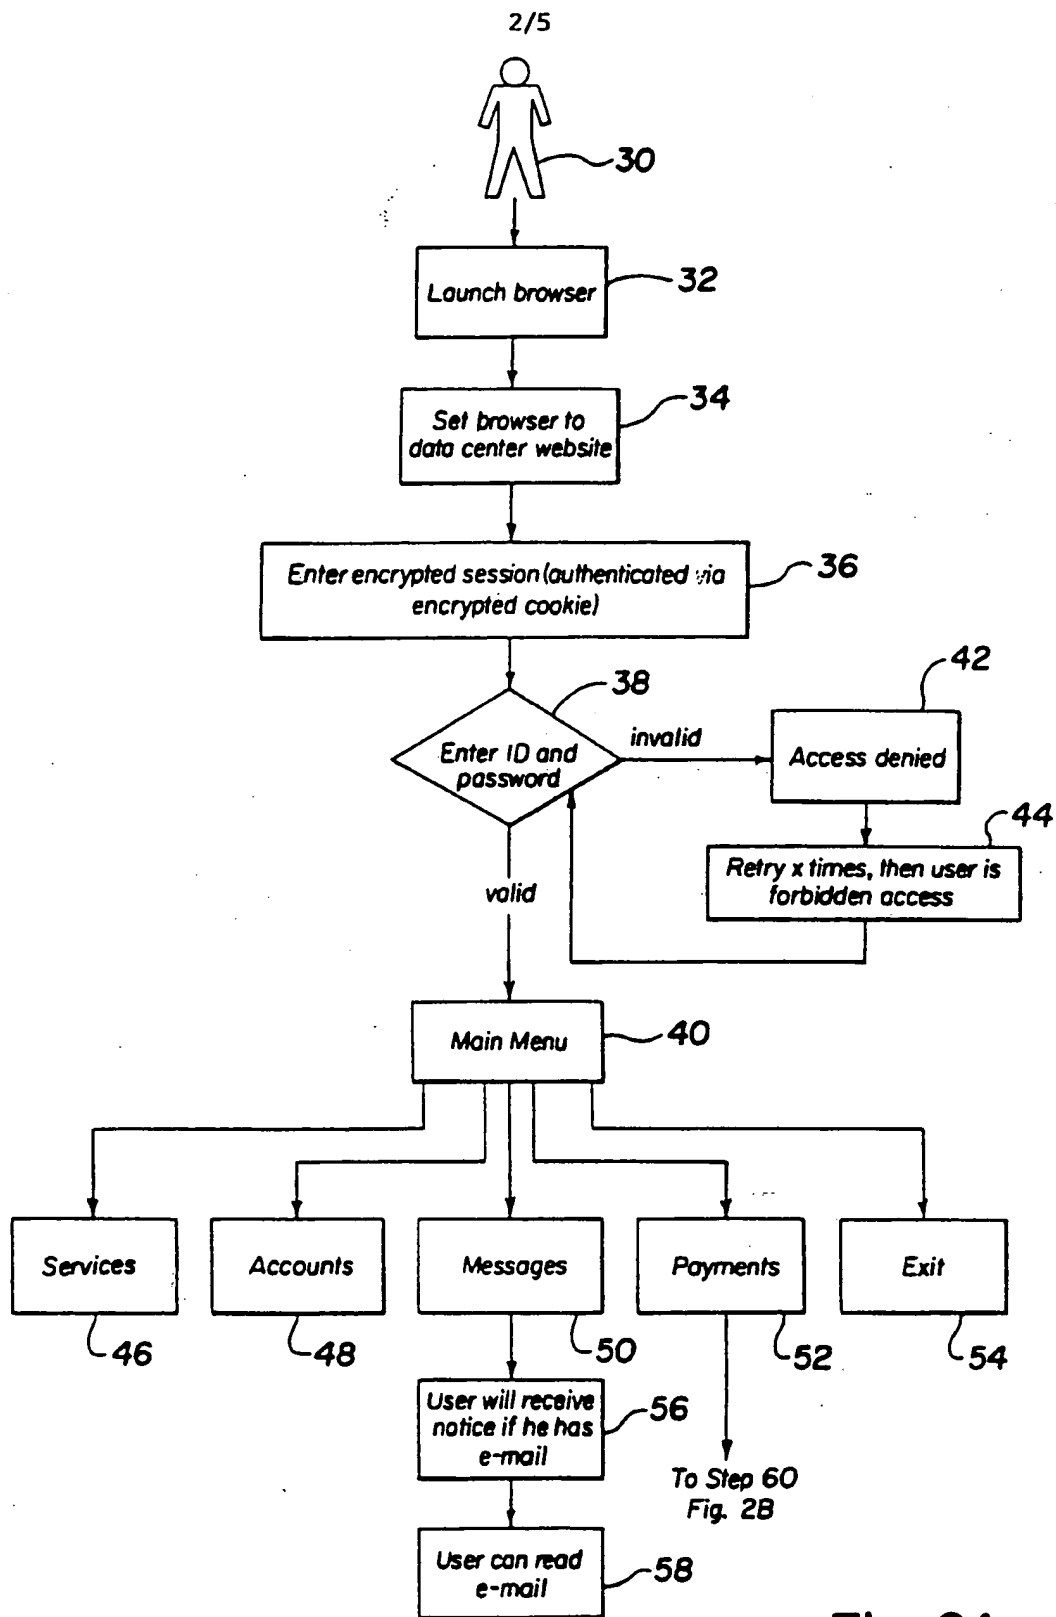 2/5
30
Launch browser
32
Set browser to
data center website
34
Enter encrypted session (authenticated via
encrypted cookie)
36
38
Enter ID and
password
invalid
42
Access denied
44
Retry x times, then user is
forbidden access
valid
Main Menu
40
Services
Accounts
Messages
Payments
Exit
46
48
50
52
54
User will receive
notice if he has
e-mail
56
To Step 60
Fig. 2B
User can read
e-mail
58